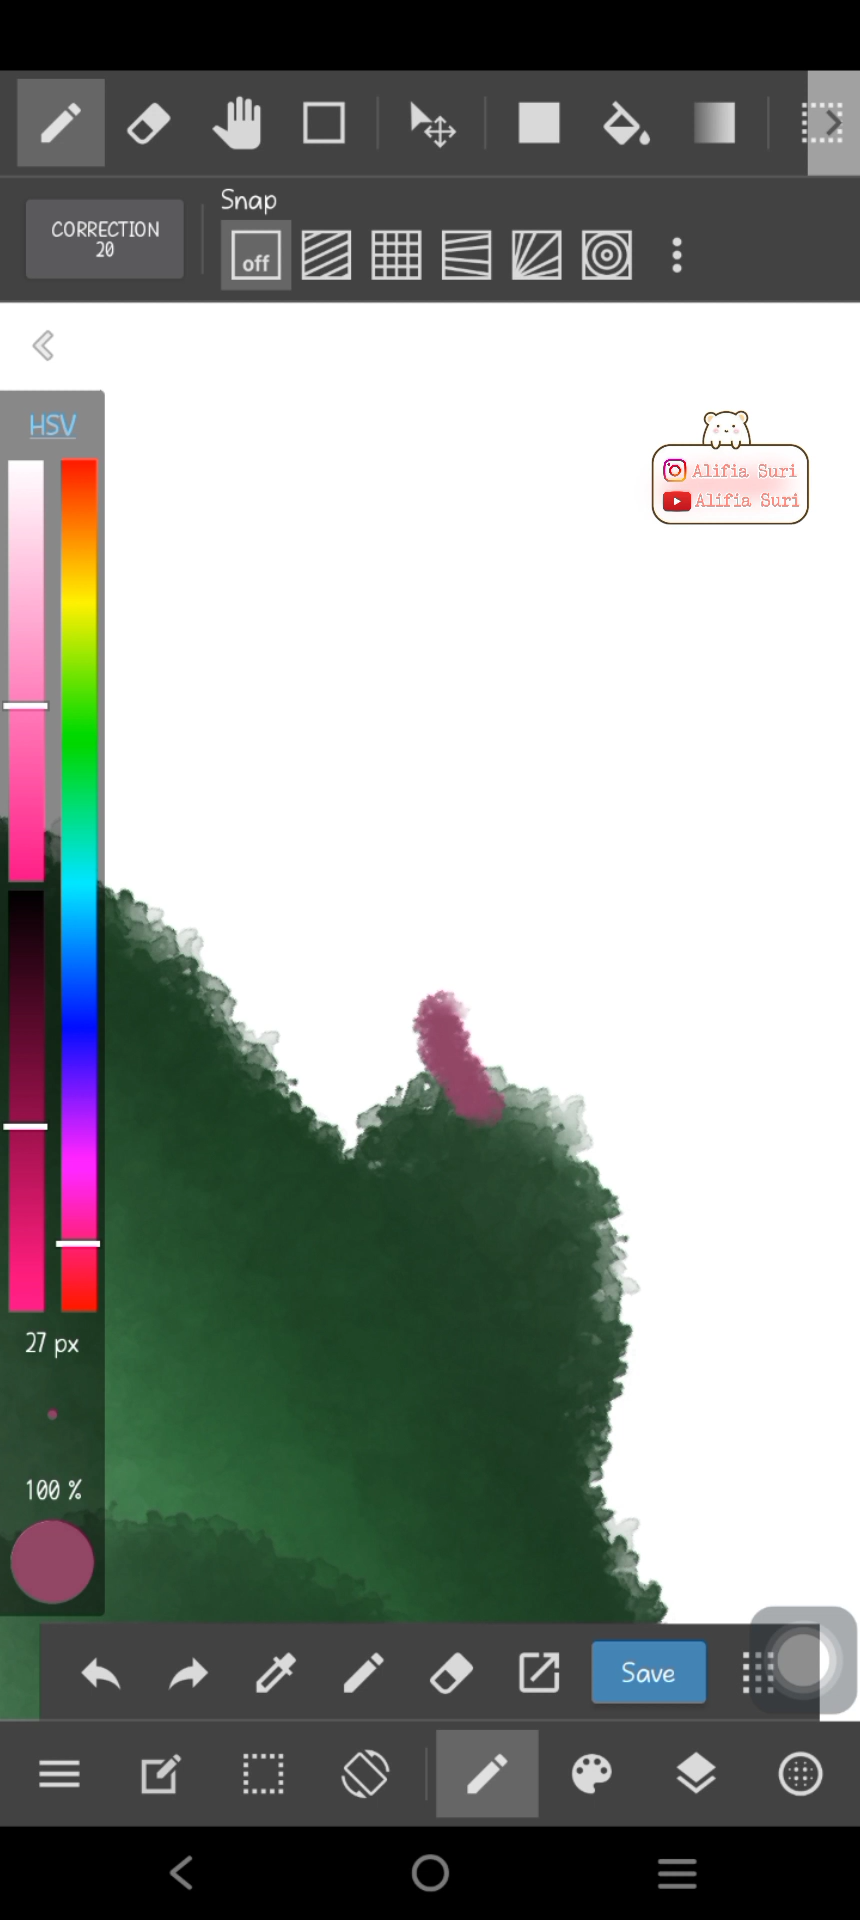 Snap
CORRECTION
20
off
HSV
Alifia Suri
Alifia Suri
27 px
100 %
Save